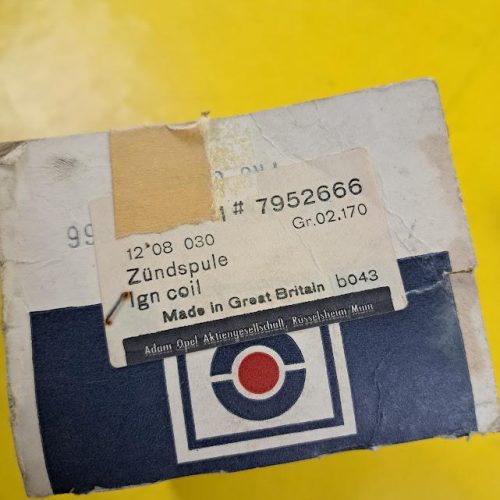 1# 7952666
Gr.02.170
12 08 030
Zündspule
Ign coil
Made in Great Britain b043
Adam Opel Aktiengesellschaft, Rüsselsheim Main